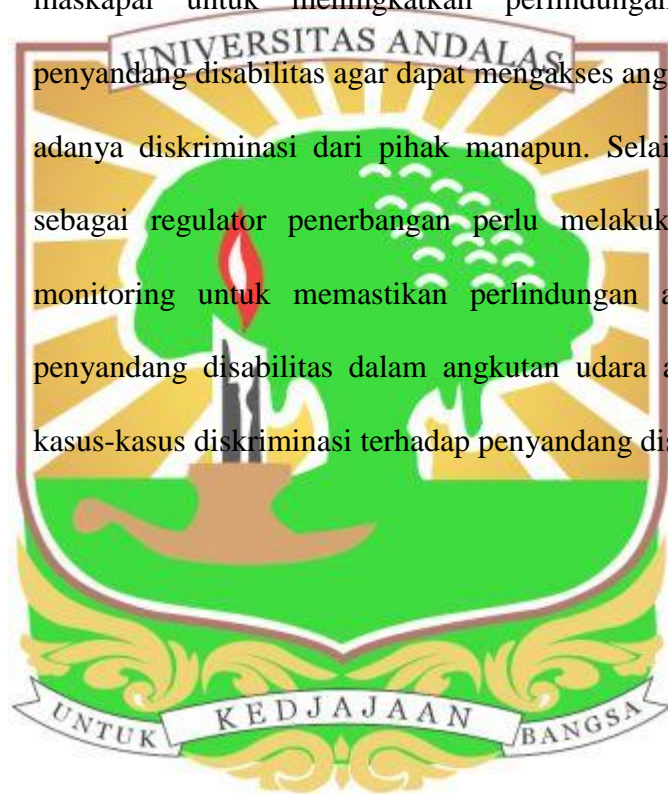 maskapai untuk meningkatkan perlindungan
UNIVERSITAS ANDALAS
penyandang disabilitas agar dapat mengakses ang
adanya diskriminasi dari pihak manapun. Selai
sebagai regulator penerbangan perlu melakuk
monitoring untuk memastikan perlindungan a
penyandang disabilitas dalam angkutan udara a
kasus-kasus diskriminasi terhadap penyandang dis
UNTUK KEDJAJAAN BANGSA